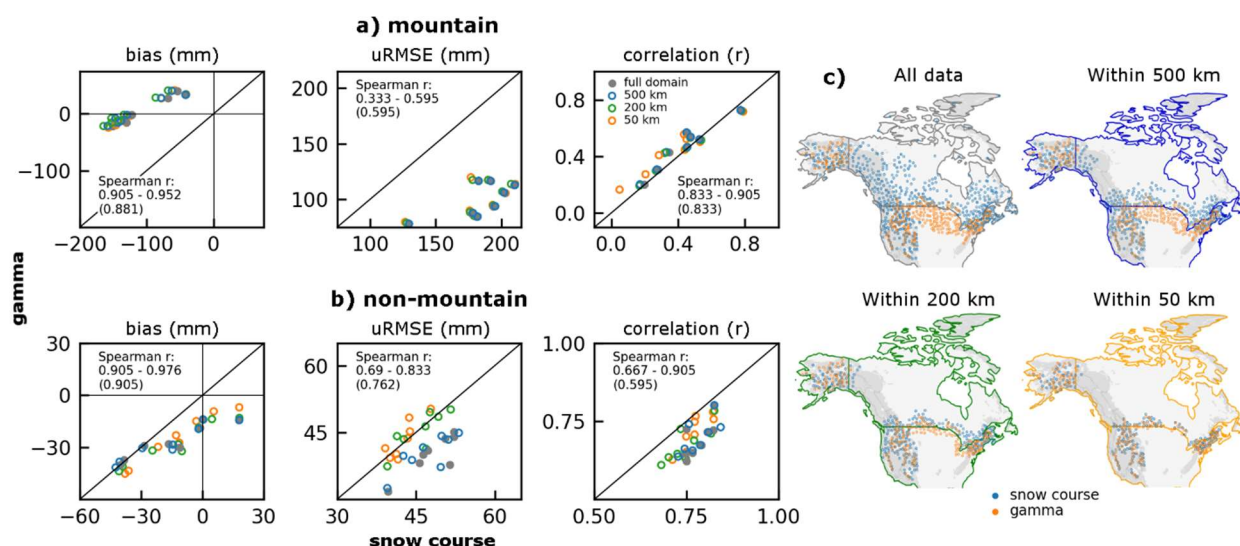 a) mountain
bias (mm)
uRMSE (mm)
correlation (r)
0
−100
−200
−100
0
Spearman r:
0.905 - 0.952
(0.881)
200
150
100
100
150
200
Spearman r:
0.333 - 0.595
(0.595)
0.8
0.4
0.0
0.0
0.4
0.8
full domain
500 km
200 km
50 km
Spearman r:
0.833 - 0.905
(0.833)
gamma
b) non-mountain
bias (mm)
uRMSE (mm)
correlation (r)
30
0
−30
−60
−60
−30
0
30
Spearman r:
0.905 - 0.976
(0.905)
65
45
30
45
60
Spearman r:
0.69 - 0.833
(0.762)
1.00
0.75
0.50
0.75
1.00
Spearman r:
0.667 - 0.905
(0.595)
snow course
c)
All data
Within 500 km
Within 200 km
Within 50 km
snow course
gamma